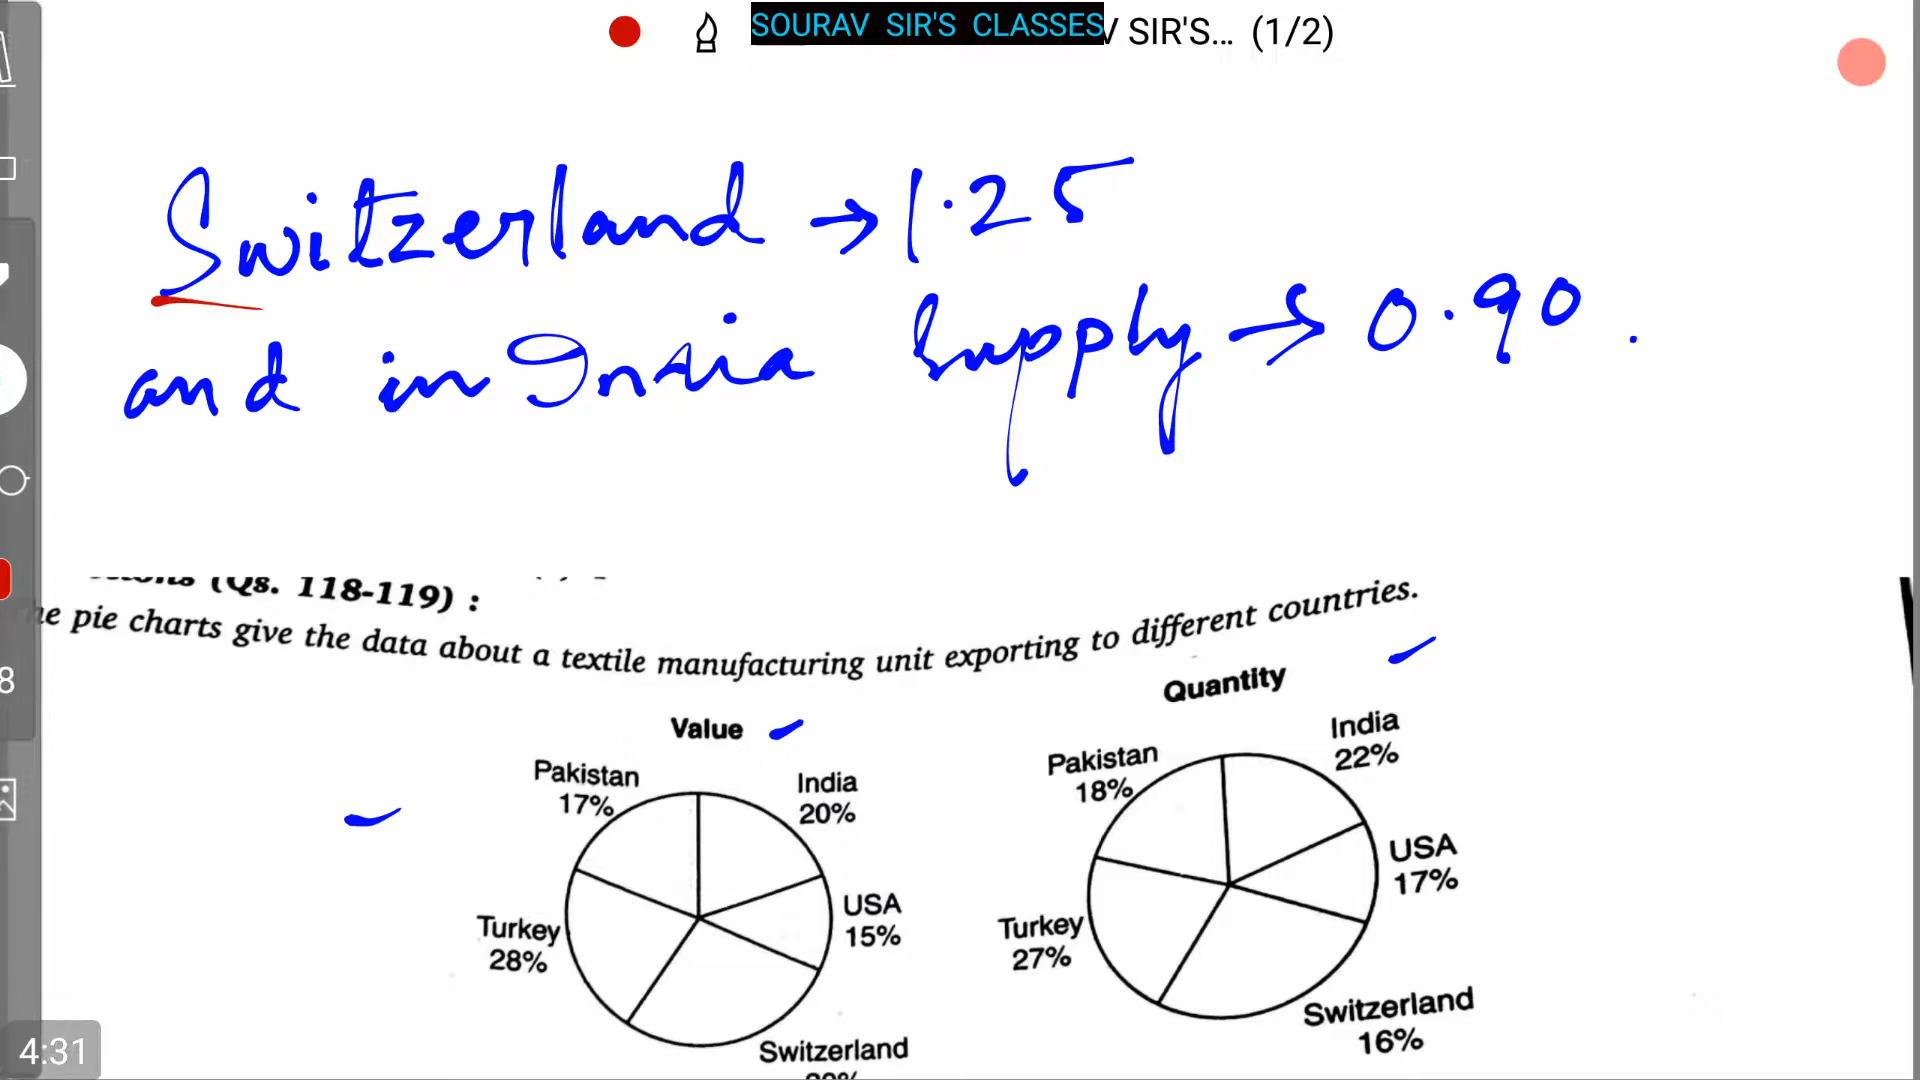 SOURAV SIR'S CLASSES V SIR'S... (1/2)
Switzerland → 1.25
and in India supply → 0.90.
(Qs. 118-119) :
pie charts give the data about a textile manufacturing unit exporting to different countries.
Value
Pakistan
17%
India
20%
USA
15%
Turkey
28%
Switzerland
Quantity
Pakistan
18%
India
22%
USA
17%
Turkey
27%
Switzerland
16%
8
4:31